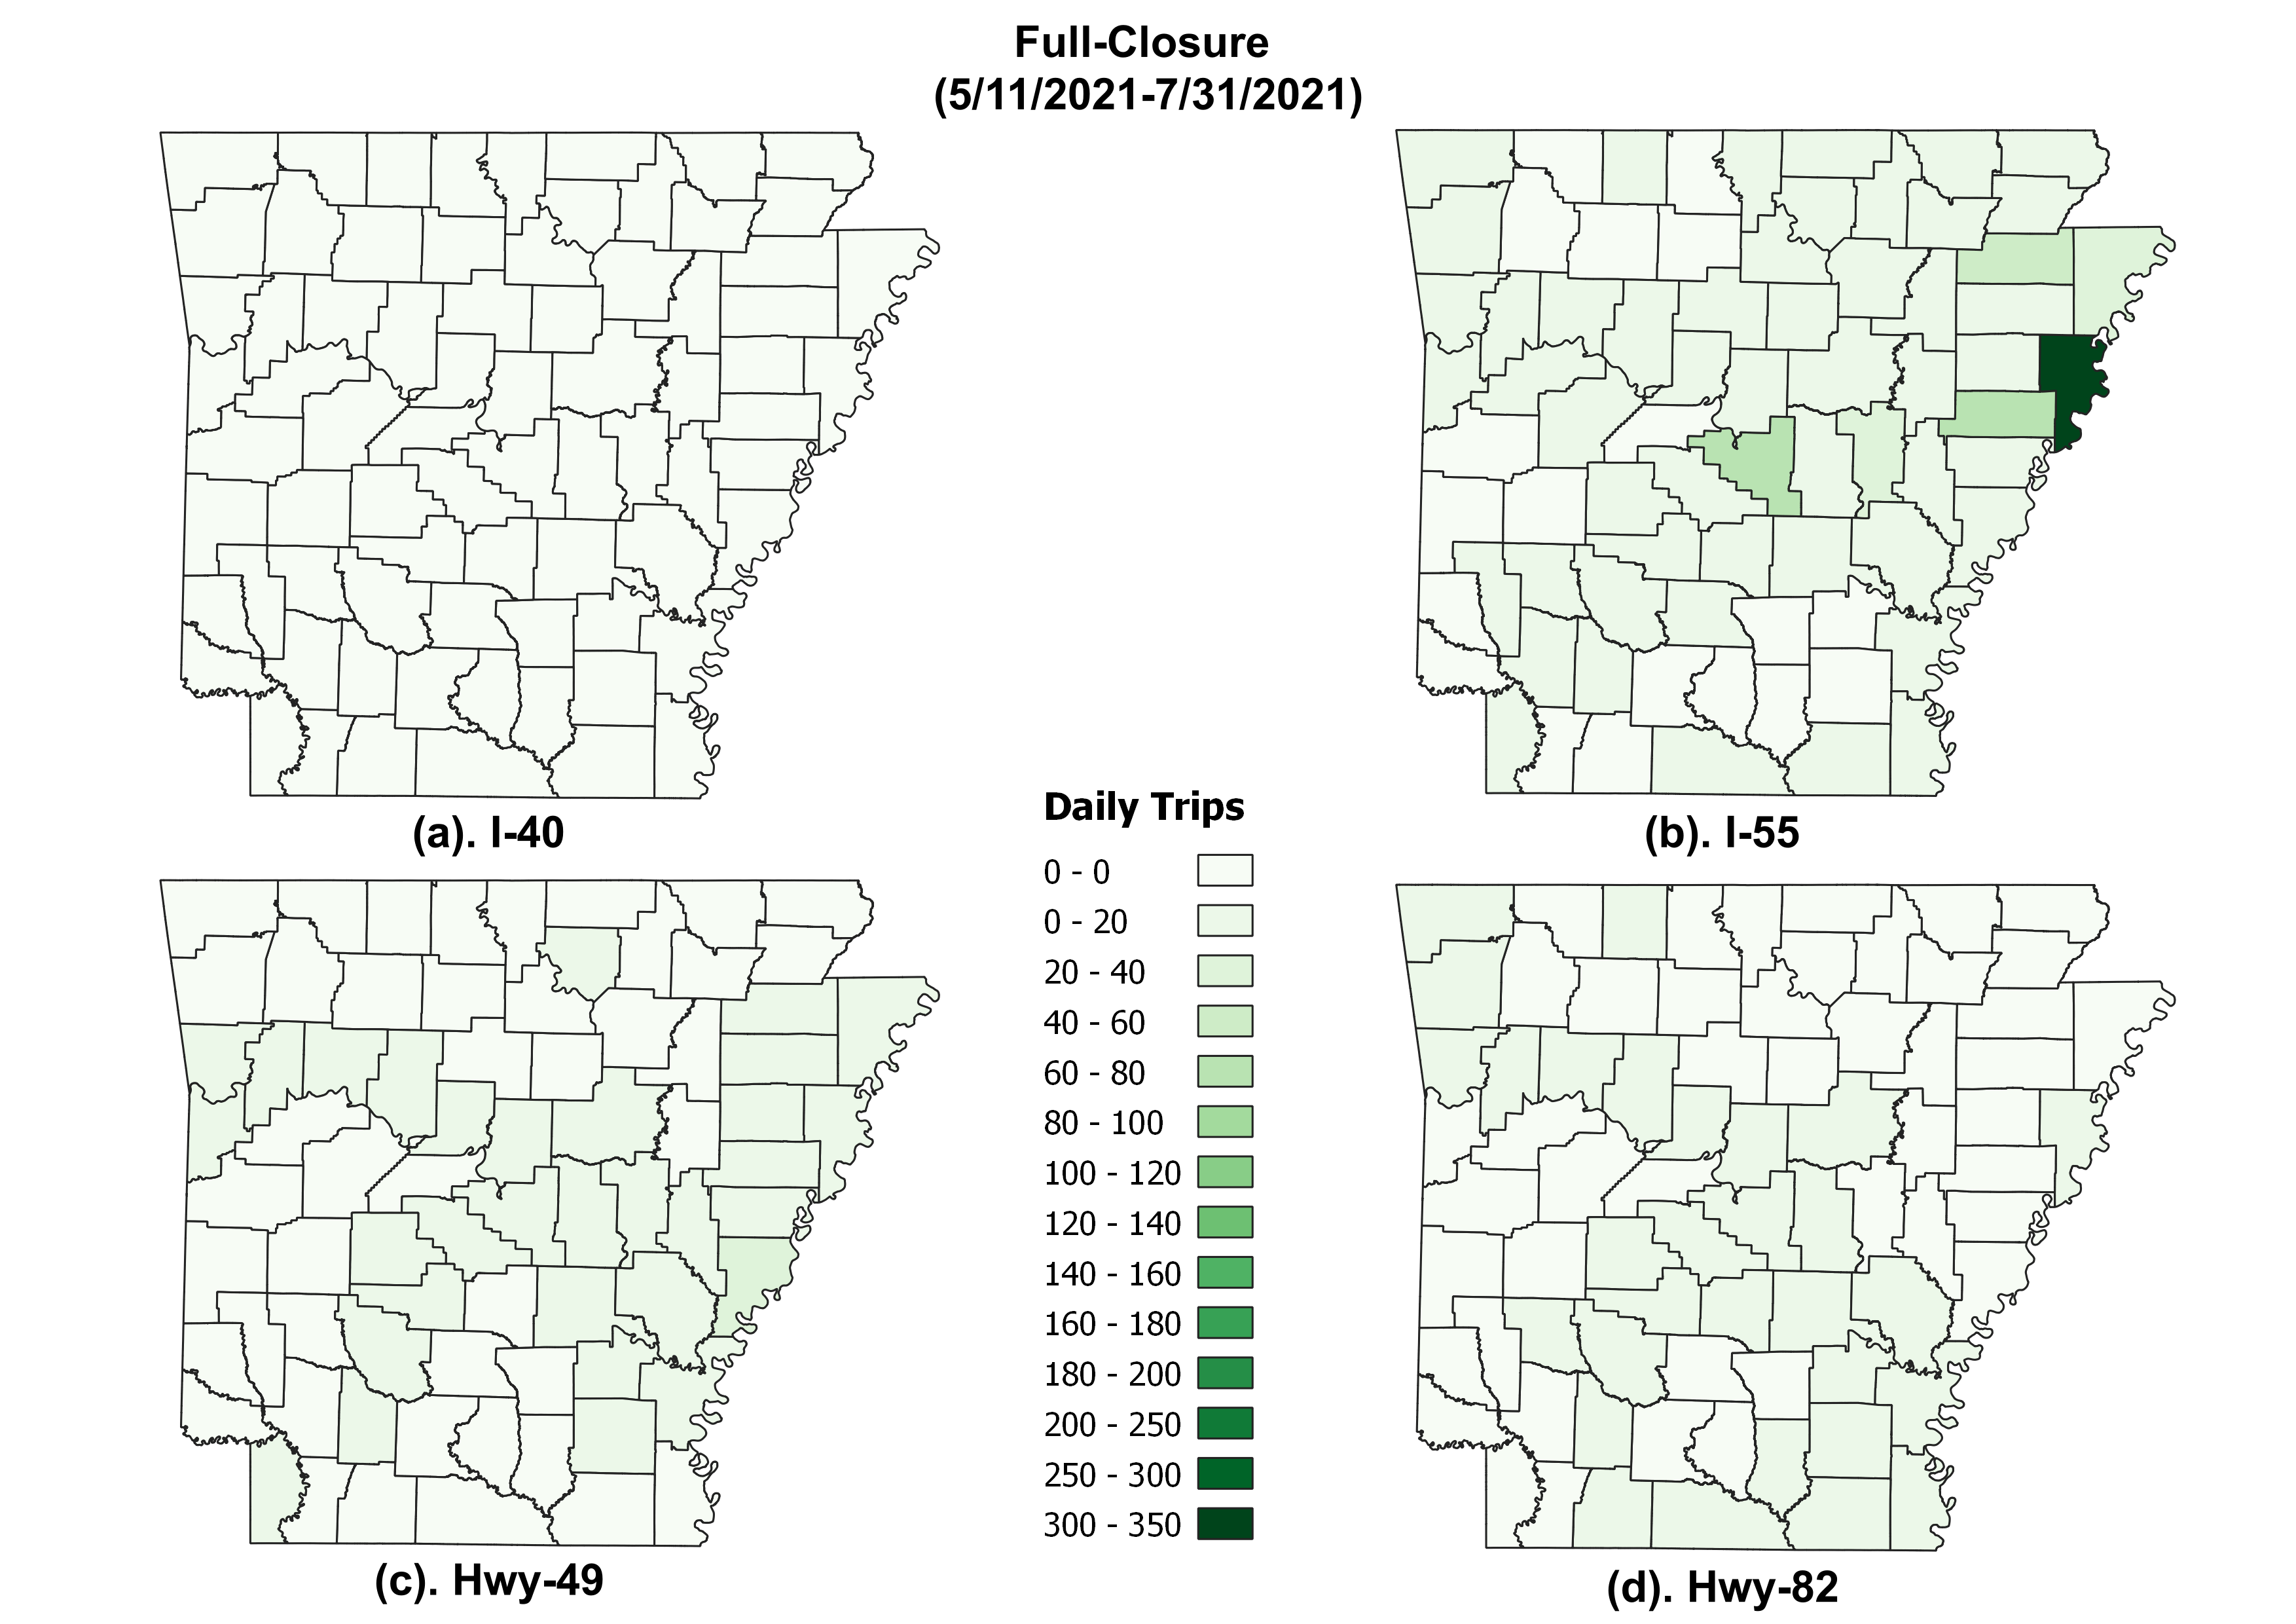 Full-Closure
(5/11/2021-7/31/2021)
(a). I-40
(b). I-55
Daily Trips
0 - 0
0 - 20
20 - 40
40 - 60
60 - 80
80 - 100
100 - 120
120 - 140
140 - 160
160 - 180
180 - 200
200 - 250
250 - 300
300 - 350
(c). Hwy-49
(d). Hwy-82